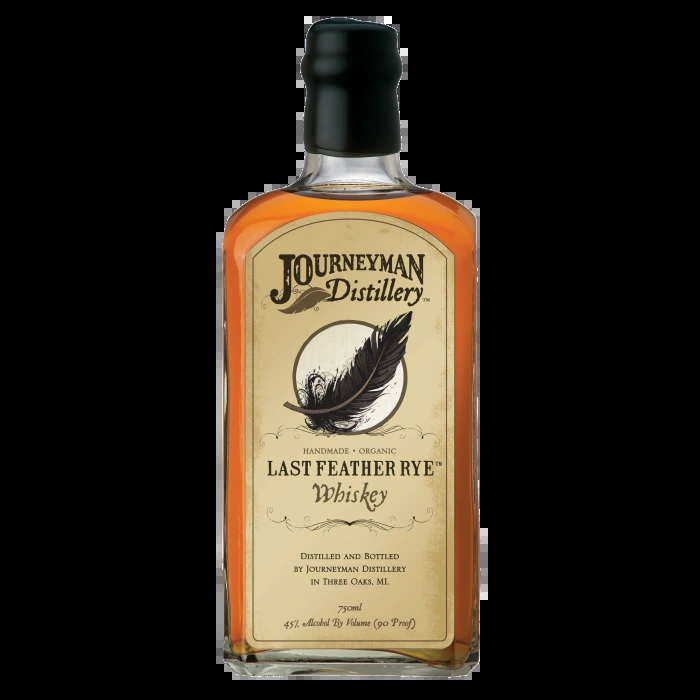 JOURNEYMAN
Distillery™
HANDMADE • ORGANIC
LAST FEATHER RYE™
Whiskey
DISTILLED AND BOTTLED
BY JOURNEYMAN DISTILLERY
IN THREE OAKS, MI.
750ml
45% Alcohol By Volume (90 Proof)